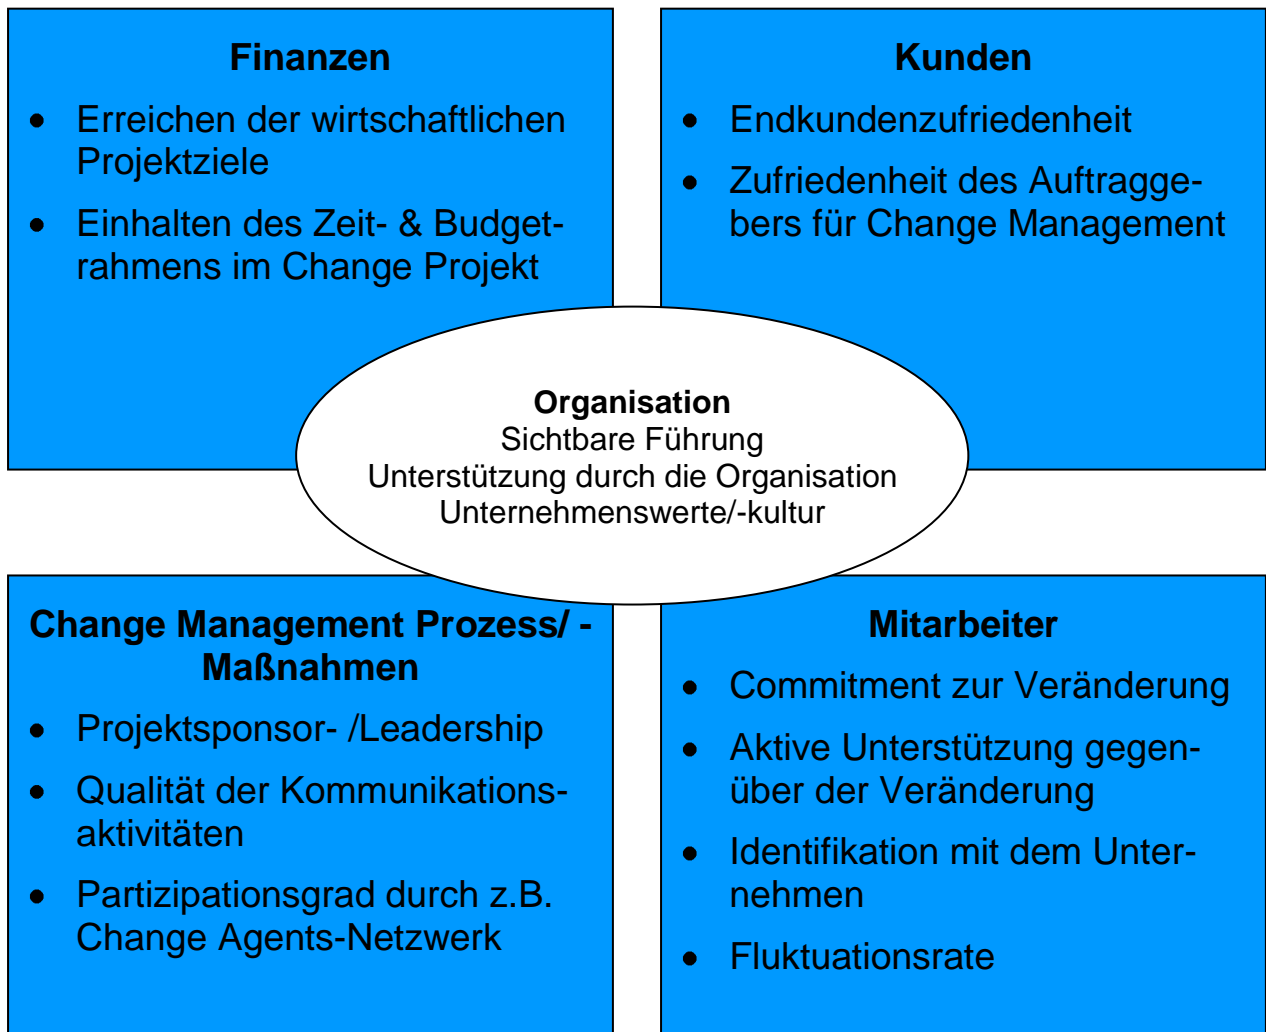 Finanzen
• Erreichen der wirtschaftlichen
Projektziele
• Einhalten des Zeit- & Budget-
rahmens im Change Projekt
Kunden
• Endkundenzufriedenheit
• Zufriedenheit des Auftragge-
bers für Change Management
Organisation
Sichtbare Führung
Unterstützung durch die Organisation
Unternehmenswerte/-kultur
Change Management Prozess/ -
Maßnahmen
• Projektsponsor- /Leadership
• Qualität der Kommunikations-
aktivitäten
• Partizipationsgrad durch z.B.
Change Agents-Netzwerk
Mitarbeiter
• Commitment zur Veränderung
• Aktive Unterstützung gegen-
über der Veränderung
• Identifikation mit dem Unter-
nehmen
• Fluktuationsrate